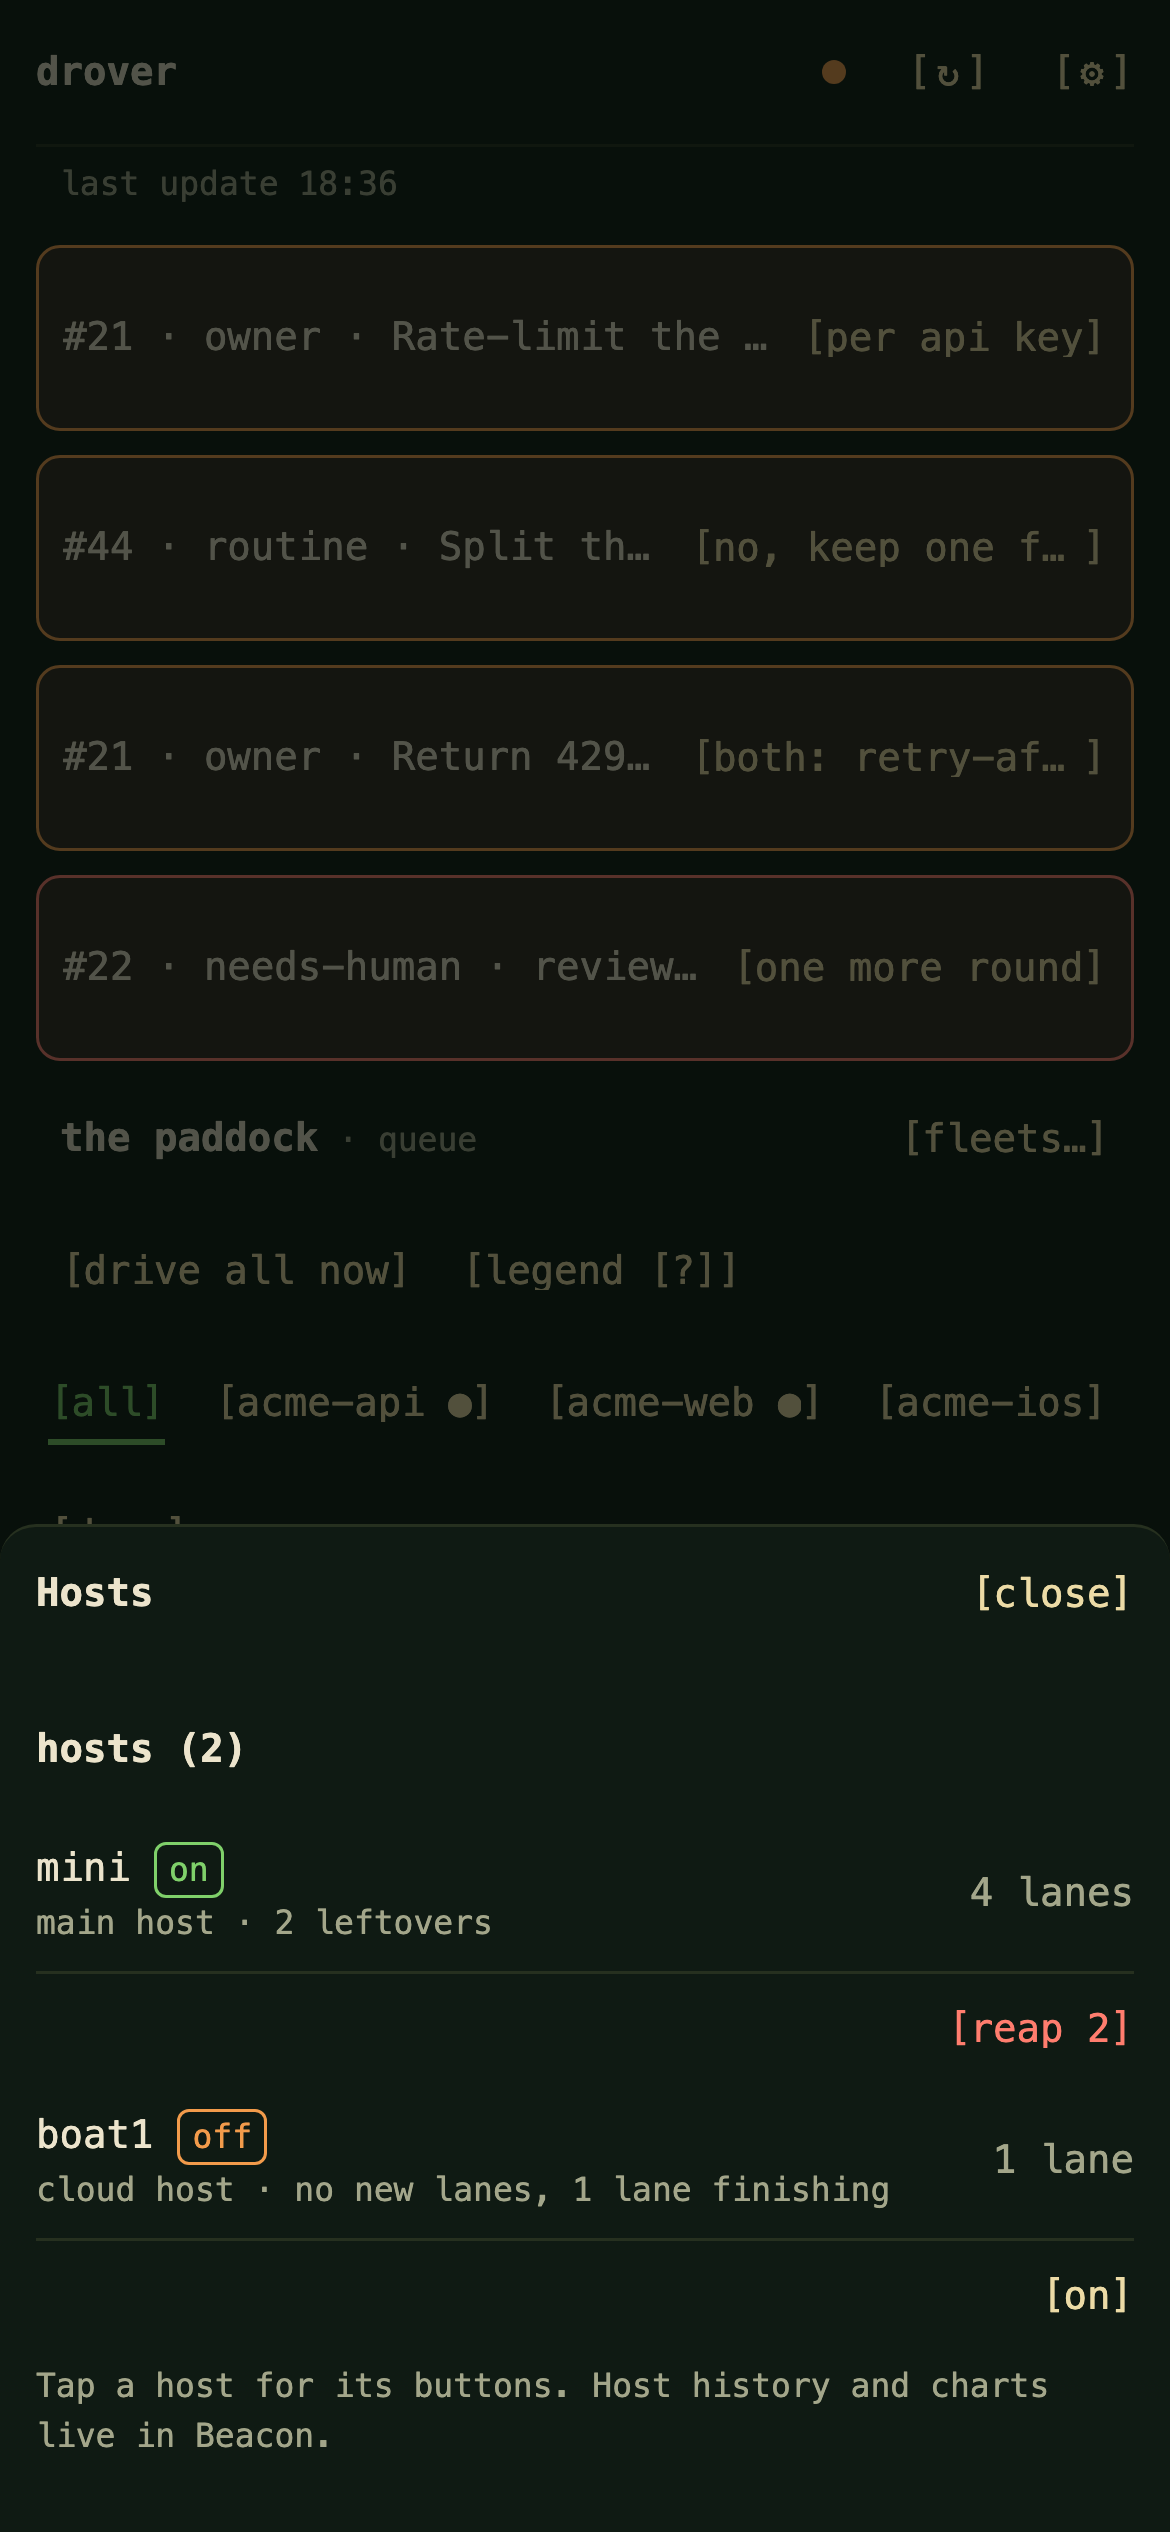 drover ● [↻] [⚙]
last update 18:36
#21 · owner · Rate-limit the … [per api key]
#44 · routine · Split th… [no, keep one f… ]
#21 · owner · Return 429… [both: retry-af… ]
#22 · needs-human · review… [one more round]
the paddock · queue [fleets…]
[drive all now] [legend [?]]
[all] [acme-api ●] [acme-web ●] [acme-ios]
Hosts [close]
hosts (2)
mini on
4 lanes
main host · 2 leftovers
[reap 2]
boat1 off
1 lane
cloud host · no new lanes, 1 lane finishing
[on]
Tap a host for its buttons. Host history and charts
live in Beacon.